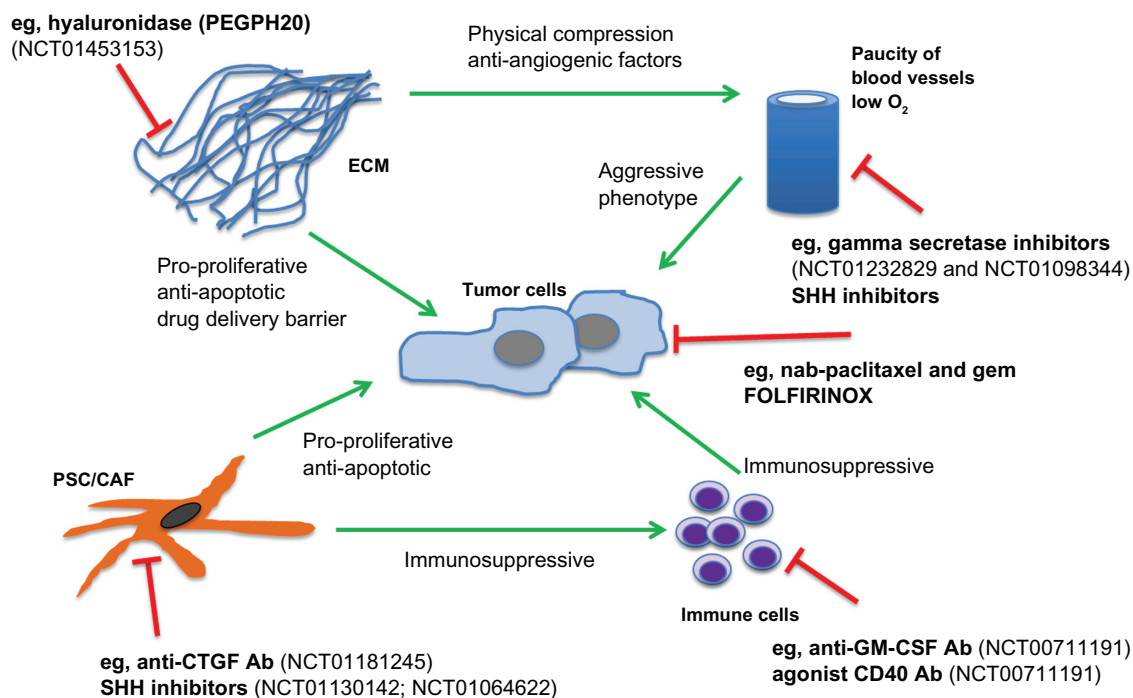 eg, hyaluronidase (PEGPH20)
(NCT01453153)
Physical compression
anti-angiogenic factors
Paucity of
blood vessels
low O₂
ECM
Aggressive
phenotype
eg, gamma secretase inhibitors
(NCT01232829 and NCT01098344)
SHH inhibitors
Pro-proliferative
anti-apoptotic
drug delivery barrier
Tumor cells
eg, nab-paclitaxel and gem
FOLFIRINOX
Pro-proliferative
anti-apoptotic
PSC/CAF
Immunosuppressive
Immunosuppressive
Immune cells
eg, anti-CTGF Ab (NCT01181245)
SHH inhibitors (NCT01130142; NCT01064622)
eg, anti-GM-CSF Ab (NCT00711191)
agonist CD40 Ab (NCT00711191)